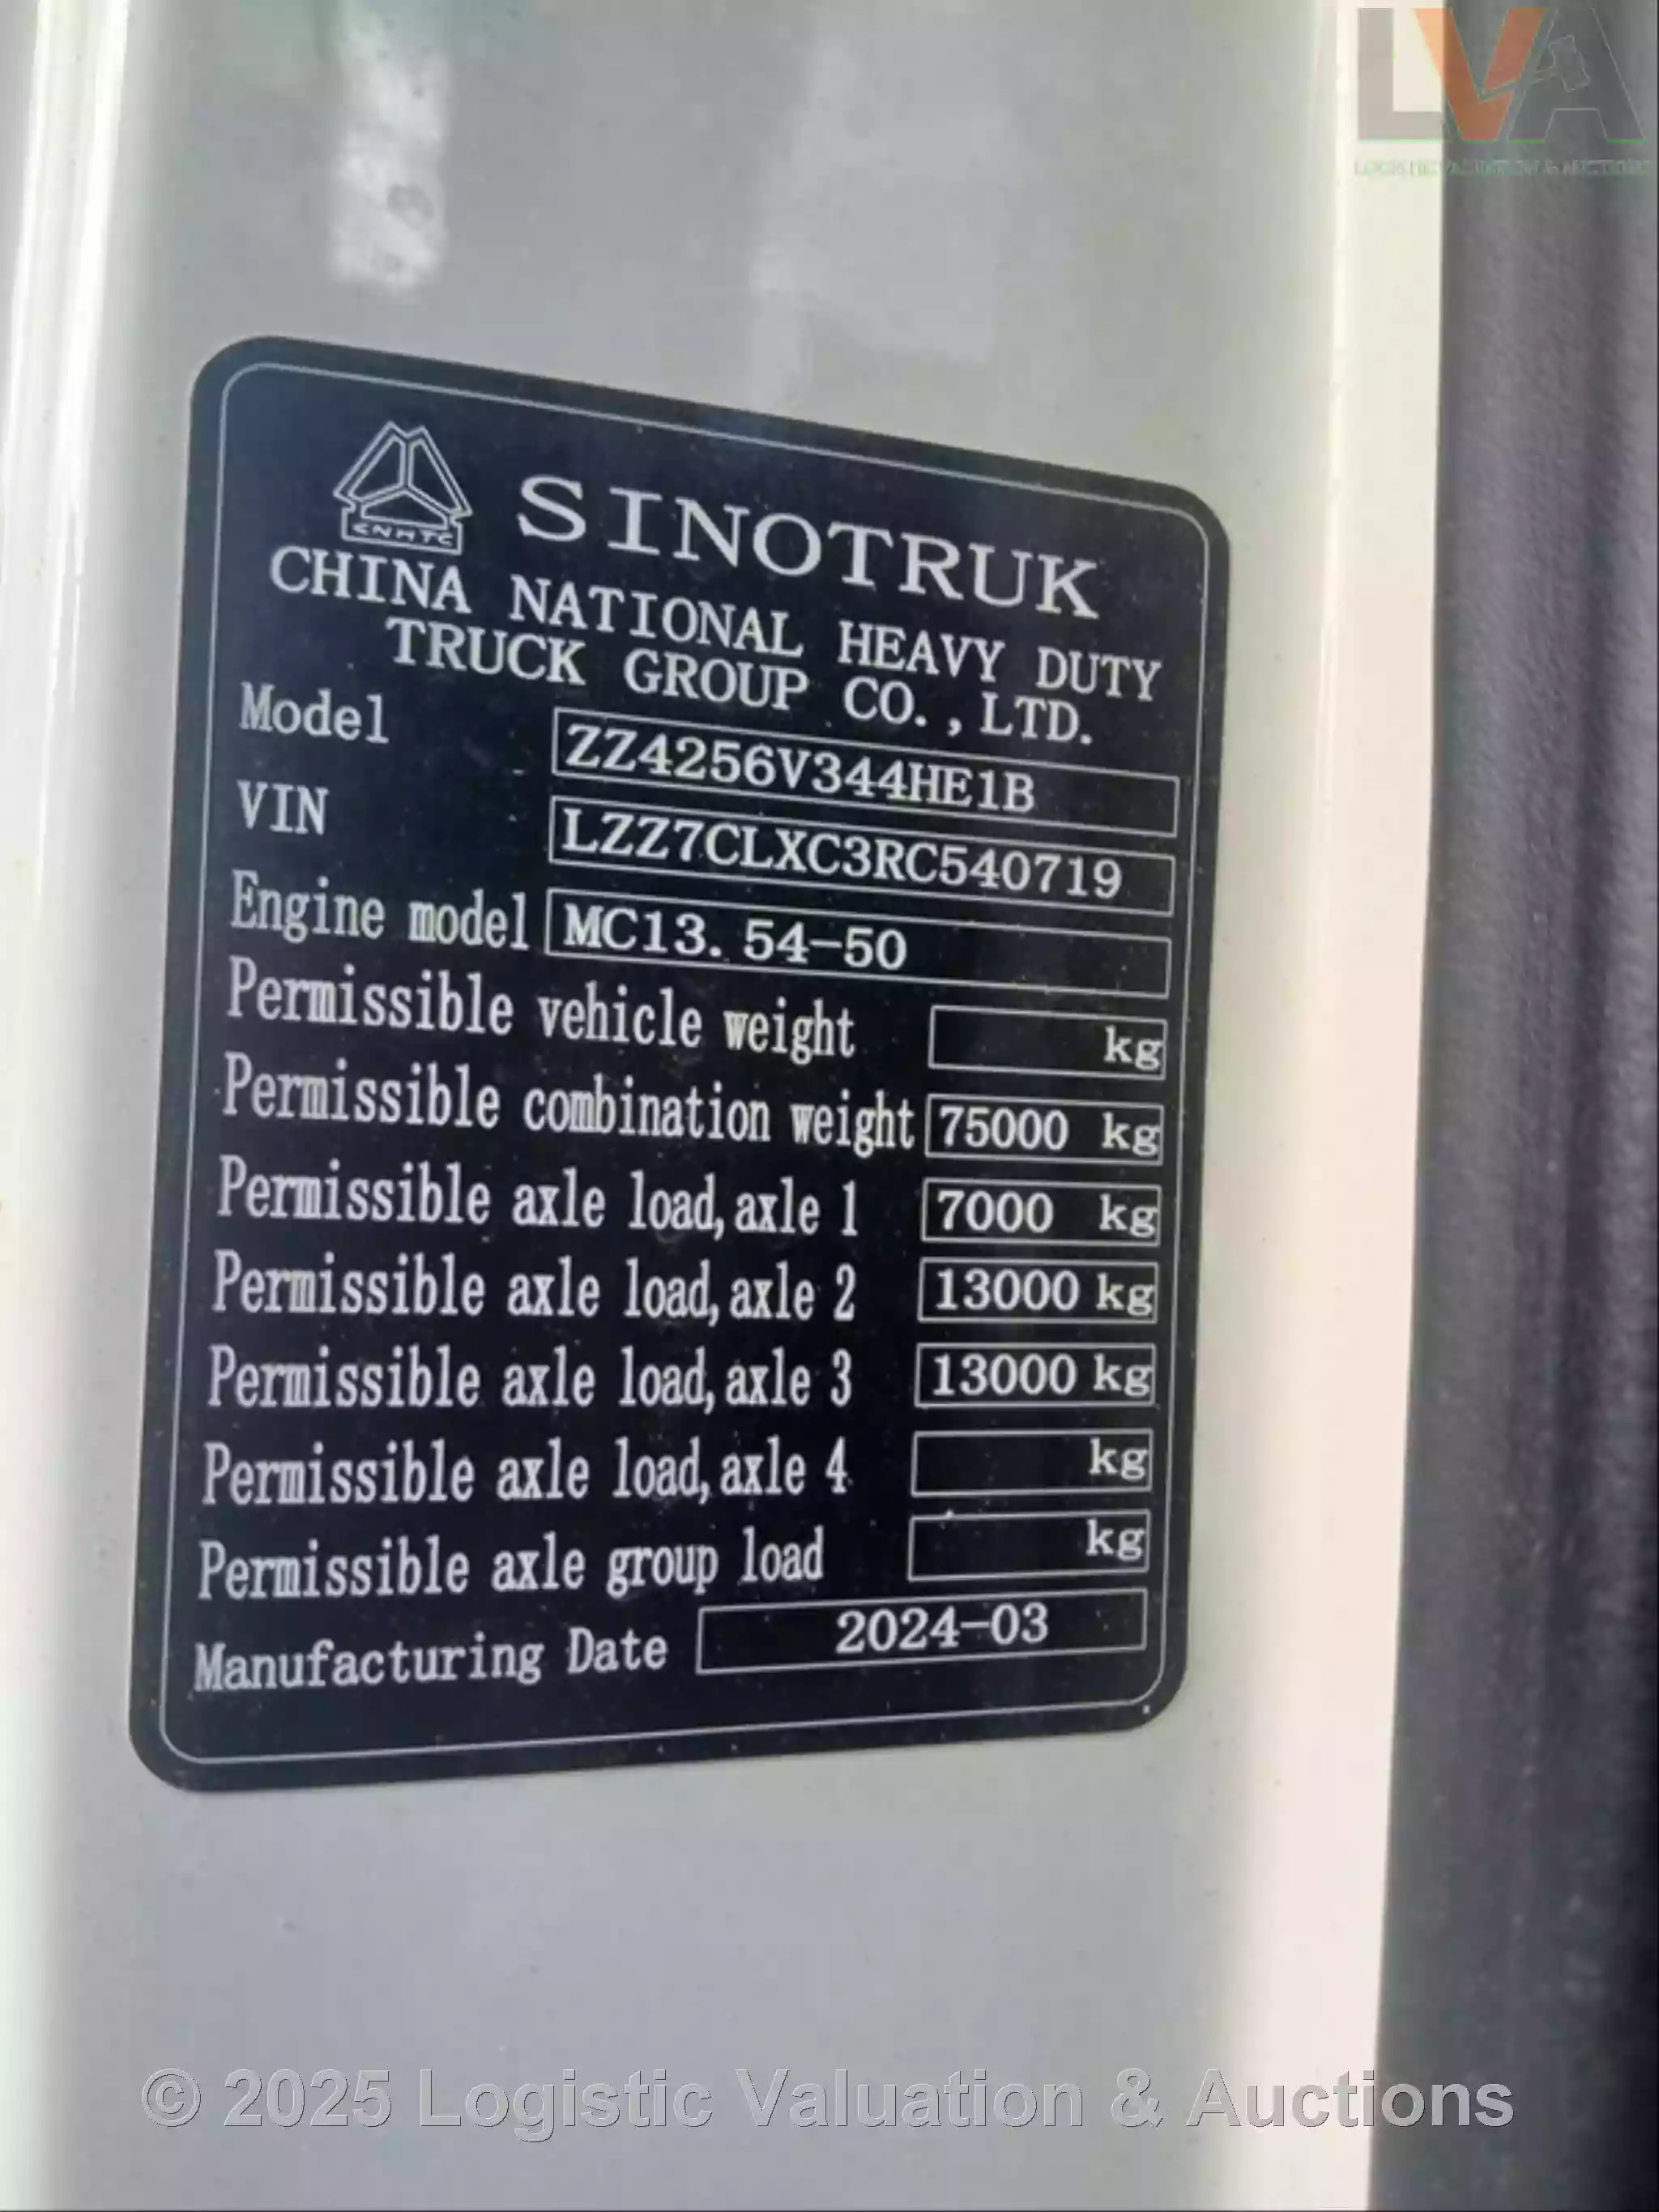 LVA
LOGISTIC VALUATION & AUCTIONS
CNHTC
SINOTRUK
CHINA NATIONAL HEAVY DUTY
TRUCK GROUP CO.,LTD.
Model ZZ4256V344HE1B
VIN LZZ7CLXC3RC540719
Engine model MC13.54-50
Permissible vehicle weight kg
Permissible combination weight 75000 kg
Permissible axle load,axle 1 7000 kg
Permissible axle load,axle 2 13000 kg
Permissible axle load,axle 3 13000 kg
Permissible axle load,axle 4 kg
Permissible axle group load kg
Manufacturing Date 2024-03
© 2025 Logistic Valuation & Auctions